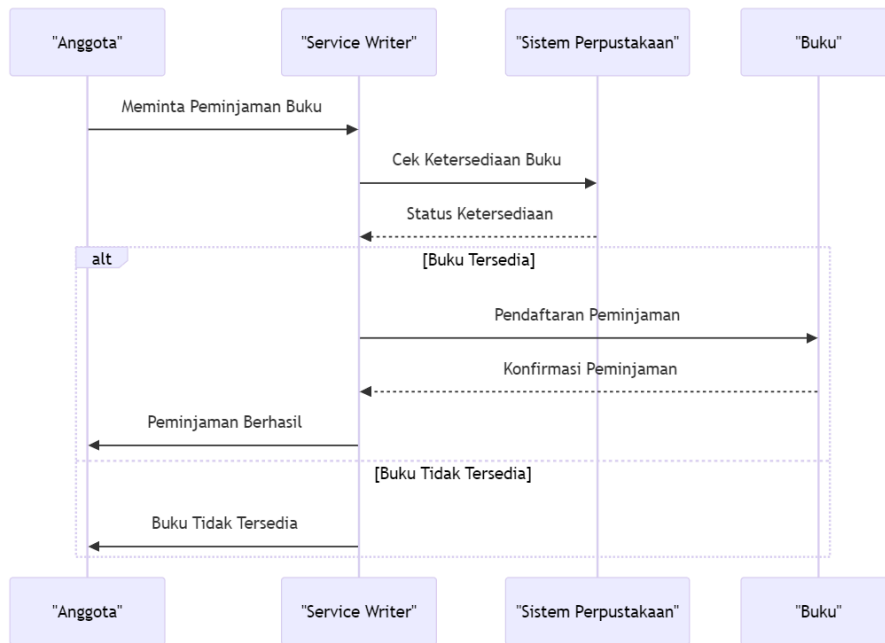 "Anggota" "Service Writer" "Sistem Perpustakaan" "Buku"
Meminta Peminjaman Buku
Cek Ketersediaan Buku
Status Ketersediaan
alt [Buku Tersedia]
Pendaftaran Peminjaman
Konfirmasi Peminjaman
Peminjaman Berhasil
[Buku Tidak Tersedia]
Buku Tidak Tersedia
"Anggota" "Service Writer" "Sistem Perpustakaan" "Buku"